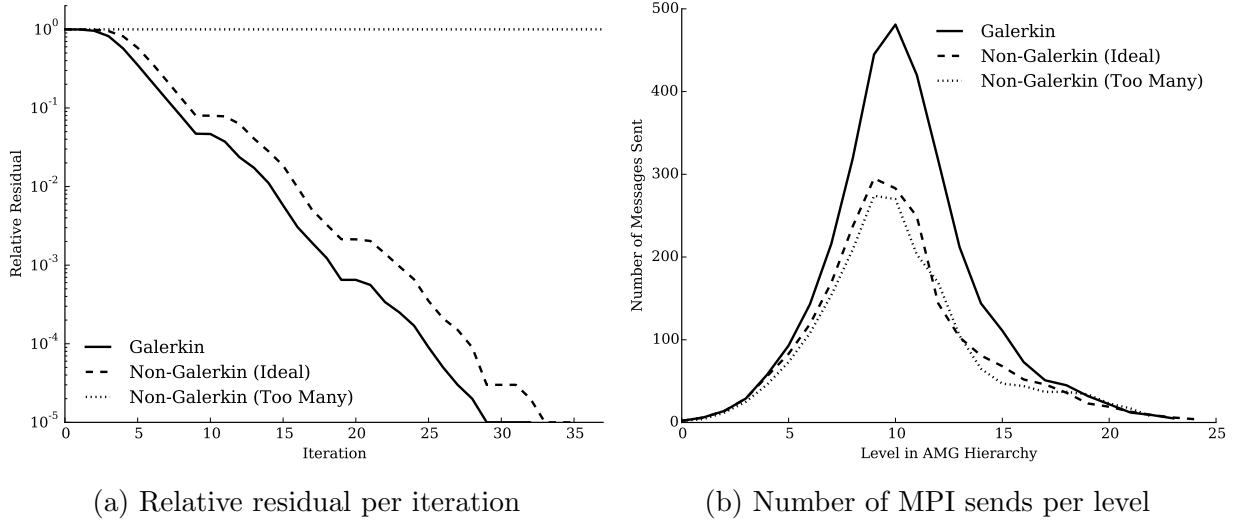 10^0
10^-1
10^-2
10^-3
10^-4
10^-5
Relative Residual
Galerkin
Non-Galerkin (Ideal)
Non-Galerkin (Too Many)
0 5 10 15 20 25 30 35
Iteration
(a) Relative residual per iteration
500
400
300
200
100
0
Number of Messages Sent
Galerkin
Non-Galerkin (Ideal)
Non-Galerkin (Too Many)
0 5 10 15 20 25
Level in AMG Hierarchy
(b) Number of MPI sends per level